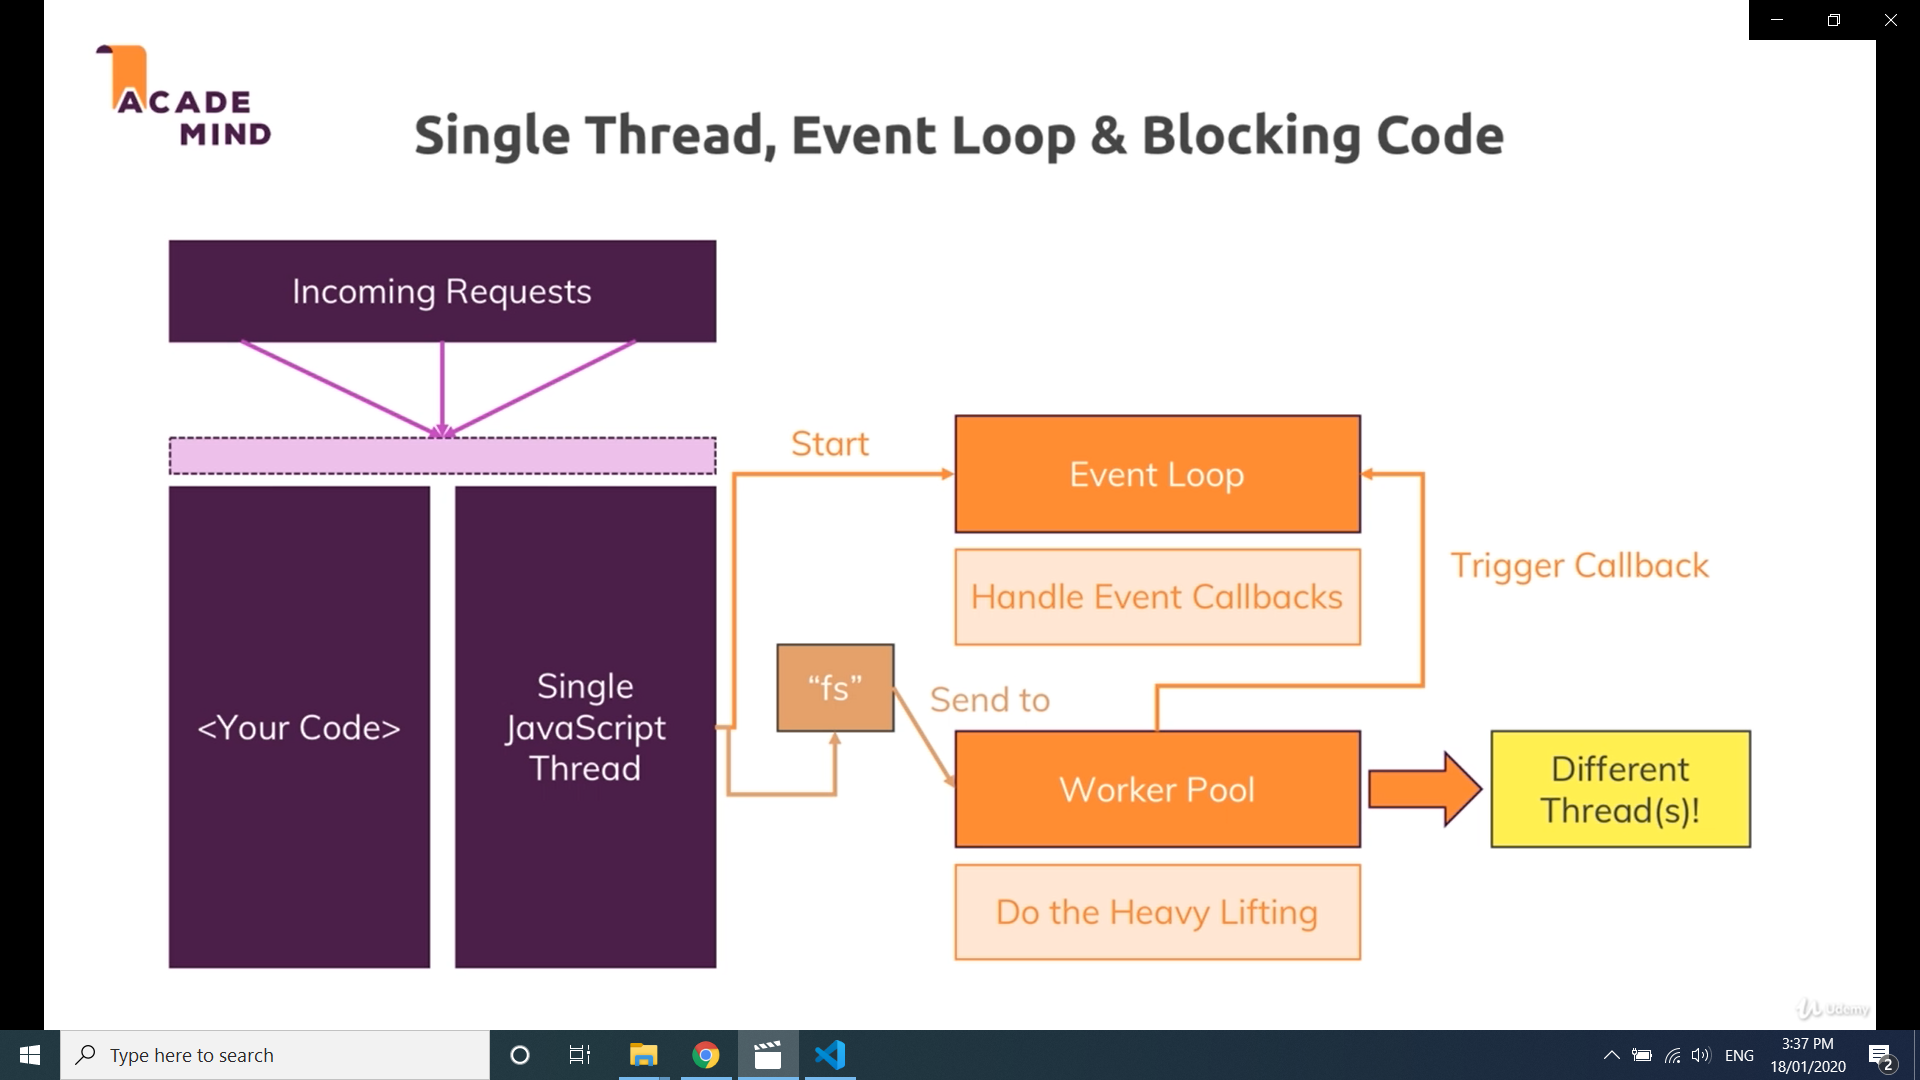 ACADE
MIND
Single Thread, Event Loop & Blocking Code
Incoming Requests
Start
Event Loop
Handle Event Callbacks
Trigger Callback
<Your Code>
Single
JavaScript
Thread
“fs”
Send to
Worker Pool
Different
Thread(s)!
Do the Heavy Lifting
Udemy
Type here to search
ENG
3:37 PM
18/01/2020
2